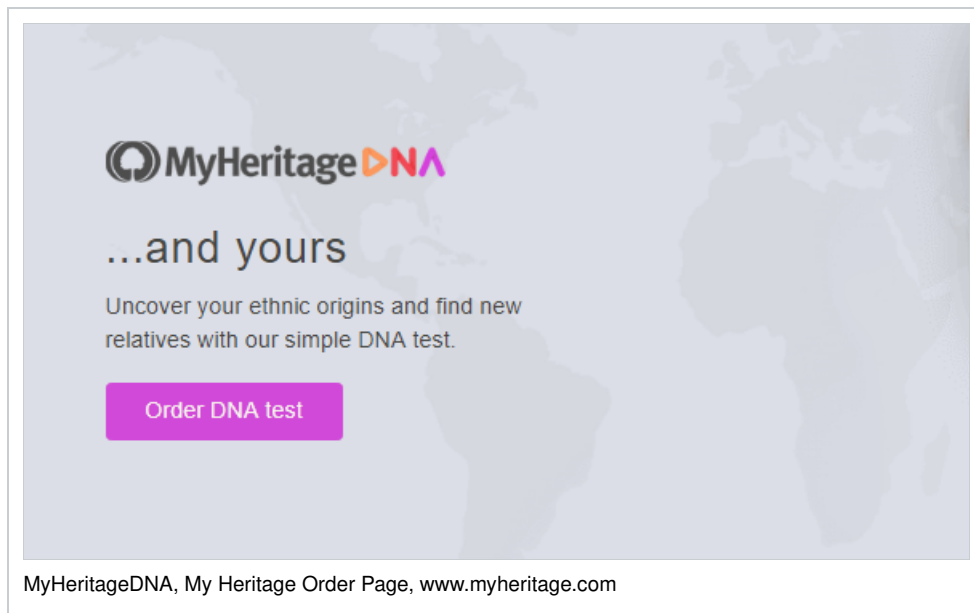 MyHeritage DNA
...and yours
Uncover your ethnic origins and find new
relatives with our simple DNA test.
Order DNA test
MyHeritageDNA, My Heritage Order Page, www.myheritage.com